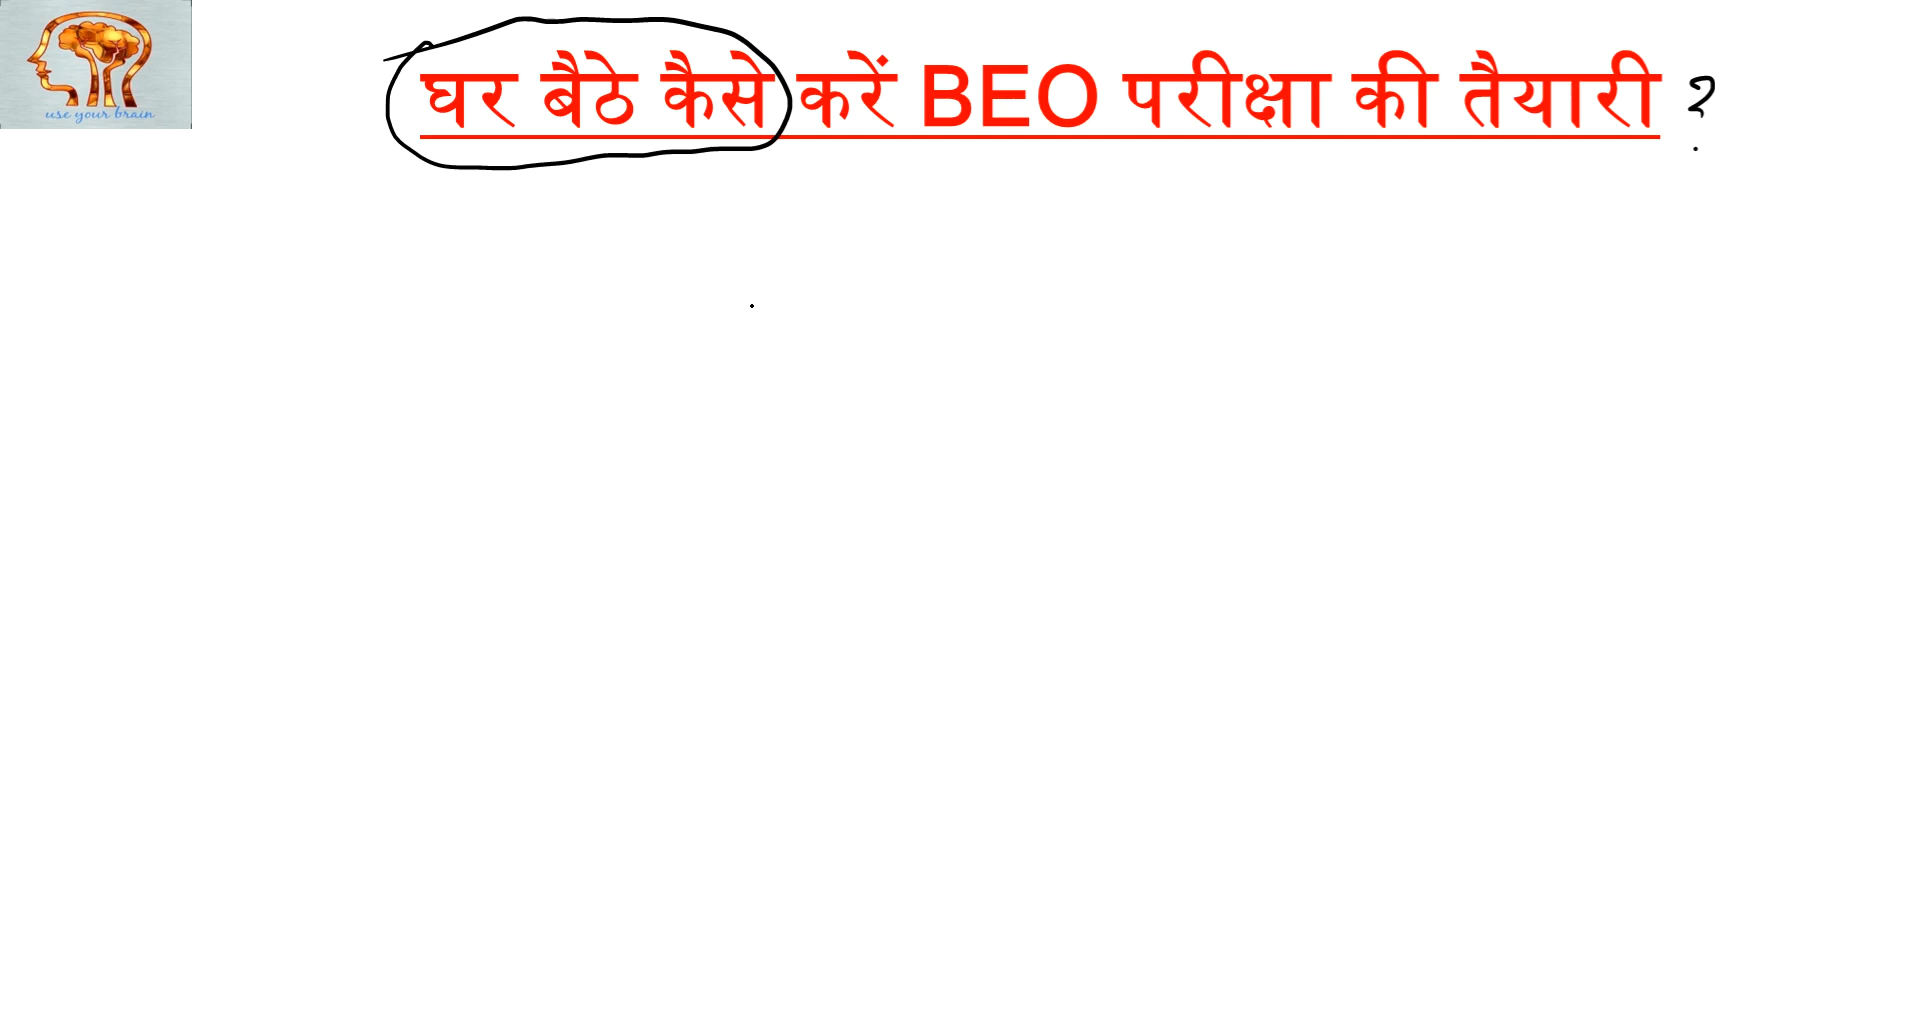 use your brain
घर बैठे कैसे करें BEO परीक्षा की तैयारी ?